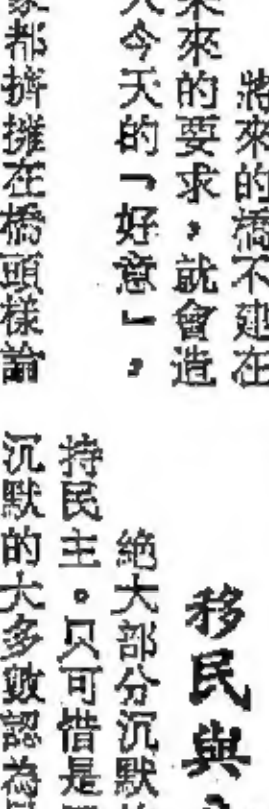 將來的橋不建在
來的要求，就會造
今天的「好意」，
都擠擁在橋頭樣論
移民與
絕大部分沉默
持民主。只可惜是
沉默的大多數認為